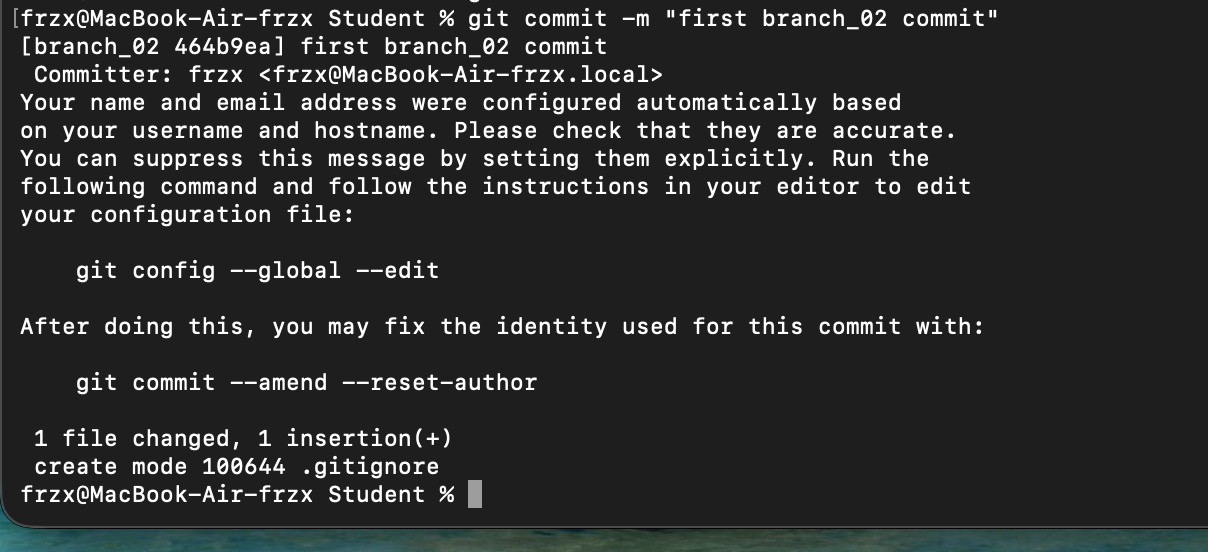 [frzx@MacBook-Air-frzx Student % git commit -m "first branch_02 commit"
[branch_02 464b9ea] first branch_02 commit
 Committer: frzx <frzx@MacBook-Air-frzx.local>
Your name and email address were configured automatically based
on your username and hostname. Please check that they are accurate.
You can suppress this message by setting them explicitly. Run the
following command and follow the instructions in your editor to edit
your configuration file:

    git config --global --edit

After doing this, you may fix the identity used for this commit with:

    git commit --amend --reset-author

 1 file changed, 1 insertion(+)
 create mode 100644 .gitignore
frzx@MacBook-Air-frzx Student %